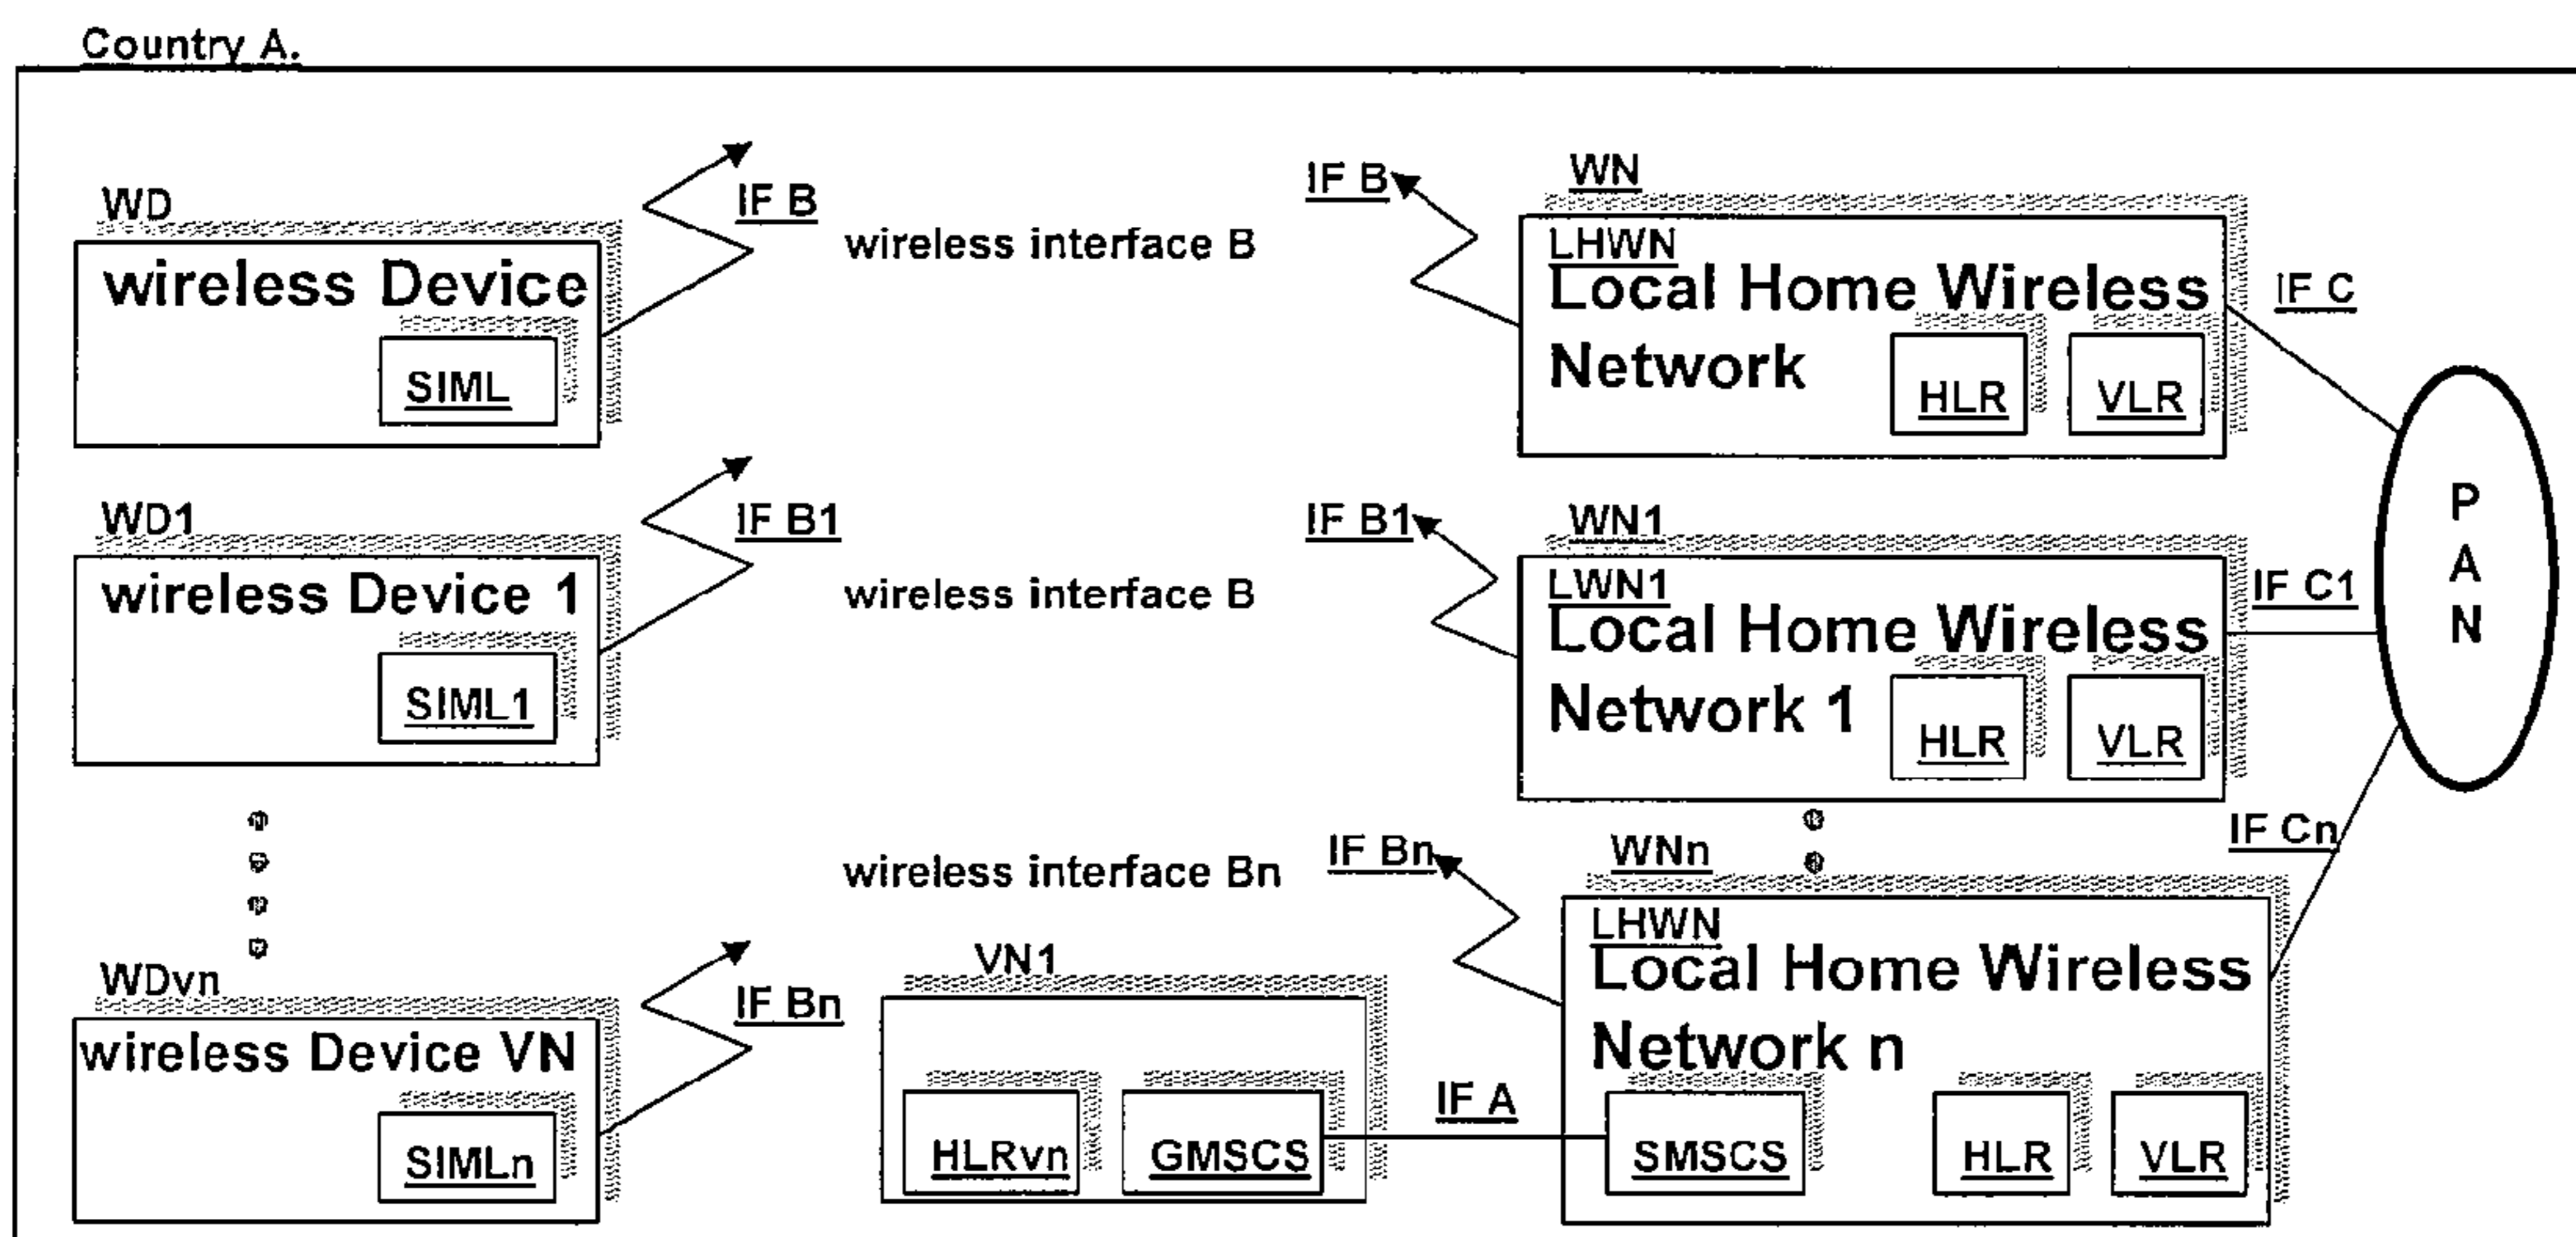 Country A.
WD
wireless Device
SIML
IF B
wireless interface B
IF B
WN
LHWN
Local Home Wireless
Network
HLR
VLR
IF C
WD1
wireless Device 1
SIML1
IF B1
wireless interface B
IF B1
WN1
LWN1
Local Home Wireless
Network 1
HLR
VLR
IF C1
P
A
N
WDvn
wireless Device VN
SIMLn
IF Bn
wireless interface Bn
IF Bn
VN1
HLRvn
GMSCS
IF A
WNn
LHWN
Local Home Wireless
Network n
SMSCS
HLR
VLR
IF Cn